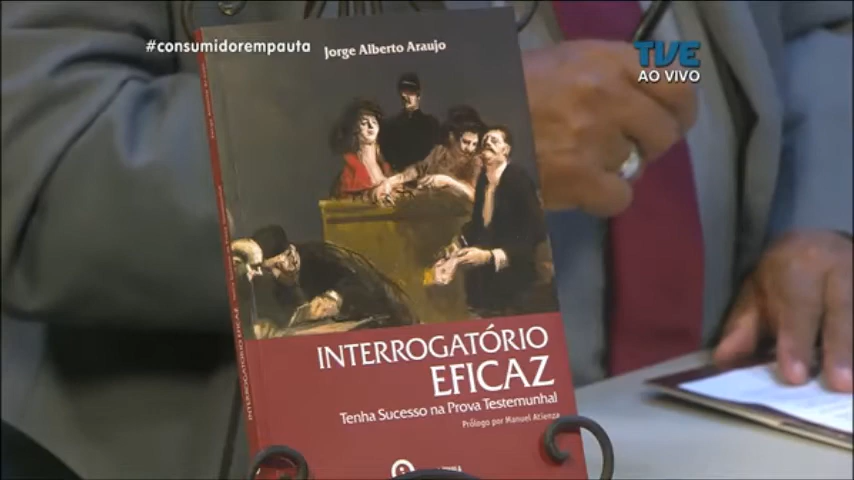 #consumidorempauta
TVE
AO VIVO
Jorge Alberto Araujo
INTERROGATÓRIO
EFICAZ
Tenha Sucesso na Prova Testemunhal
Prólogo por Manuel Atienza
INTERROGATÓRIO EFICAZ